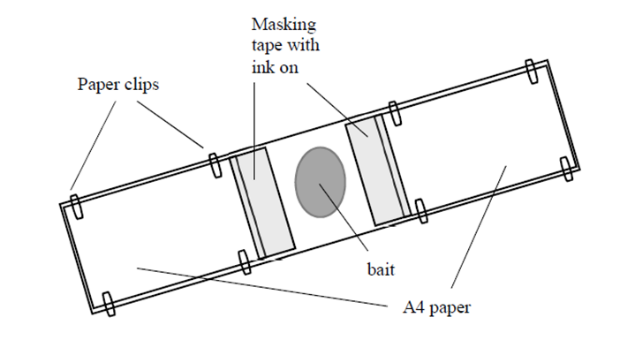 Masking
tape with
ink on
Paper clips
bait
A4 paper